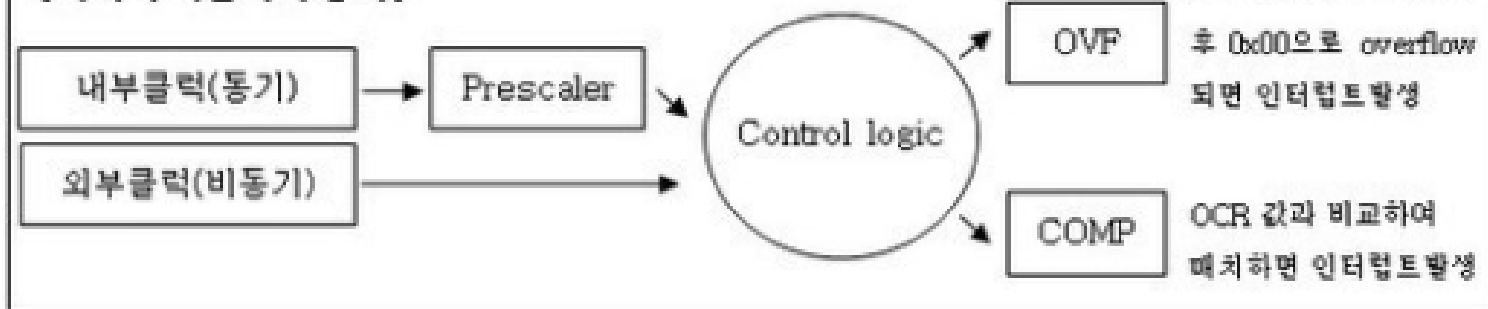 내부클럭(동기)
Prescaler
외부클럭(비동기)
Control logic
OVF
후 0x00으로 overflow
되면 인터럽트발생
COMP
OCR 값과 비교하여
매치하면 인터럽트발생